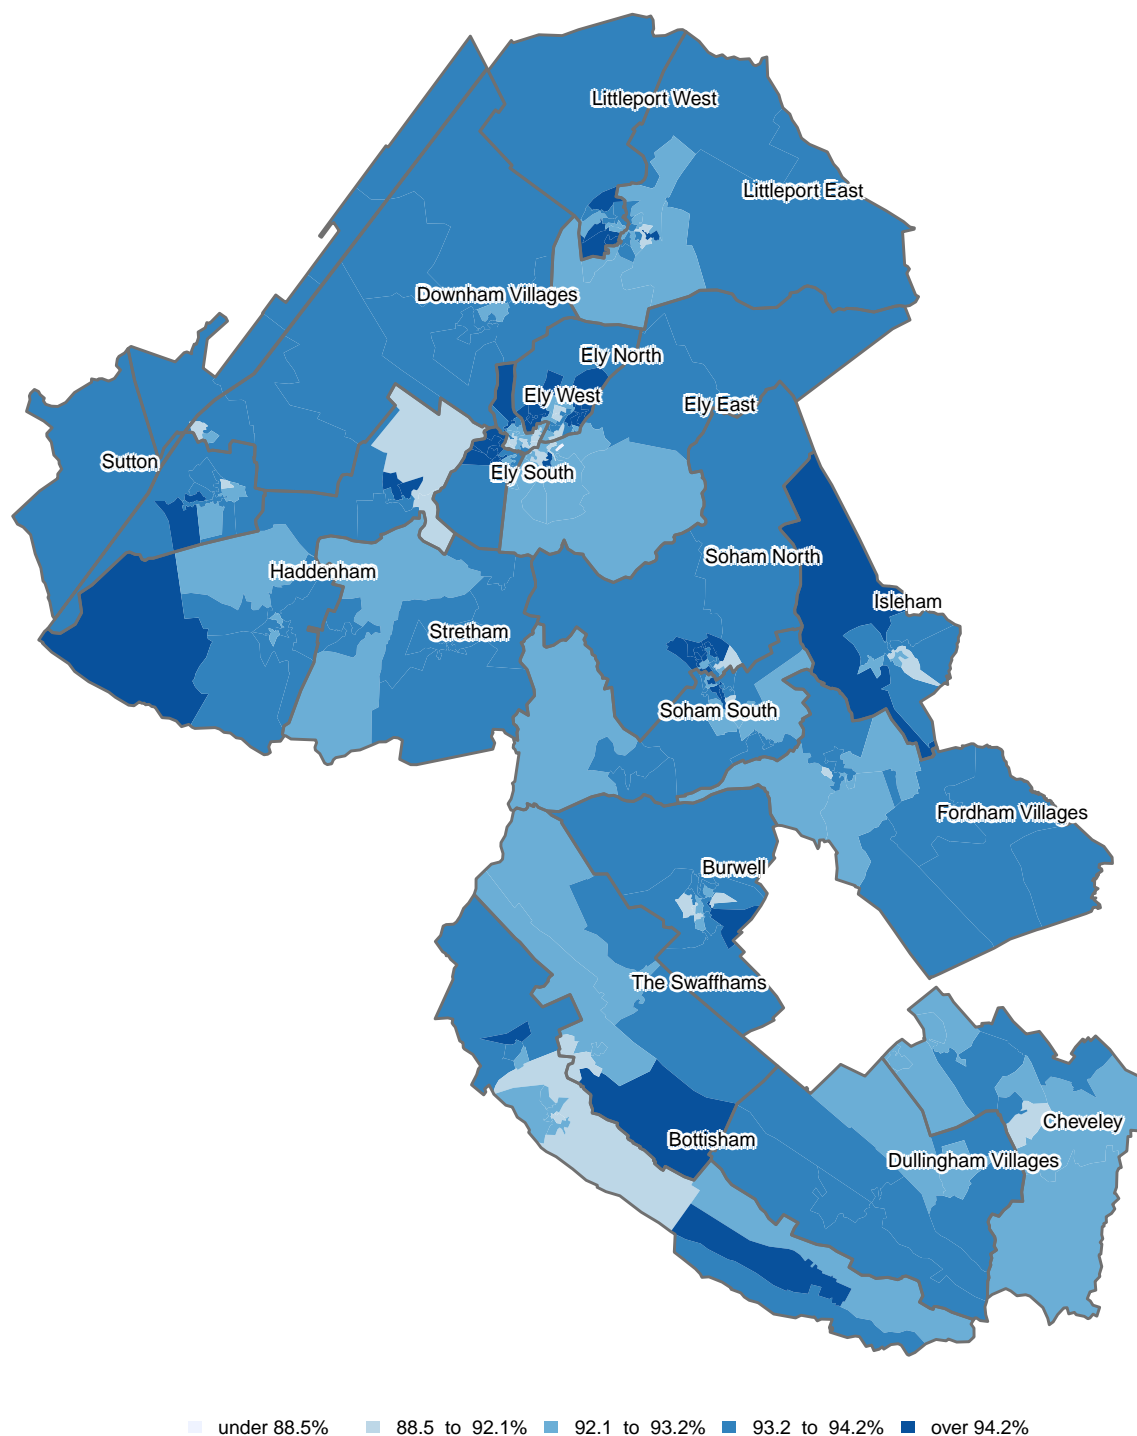 Littleport West
Littleport East
Downham Villages
Ely North
Ely West
Ely East
Sutton
Ely South
Soham North
Haddenham
Isleham
Stretham
Soham South
Fordham Villages
Burwell
The Swaffhams
Cheveley
Bottisham
Dullingham Villages
under 88.5% 88.5 to 92.1% 92.1 to 93.2% 93.2 to 94.2% over 94.2%